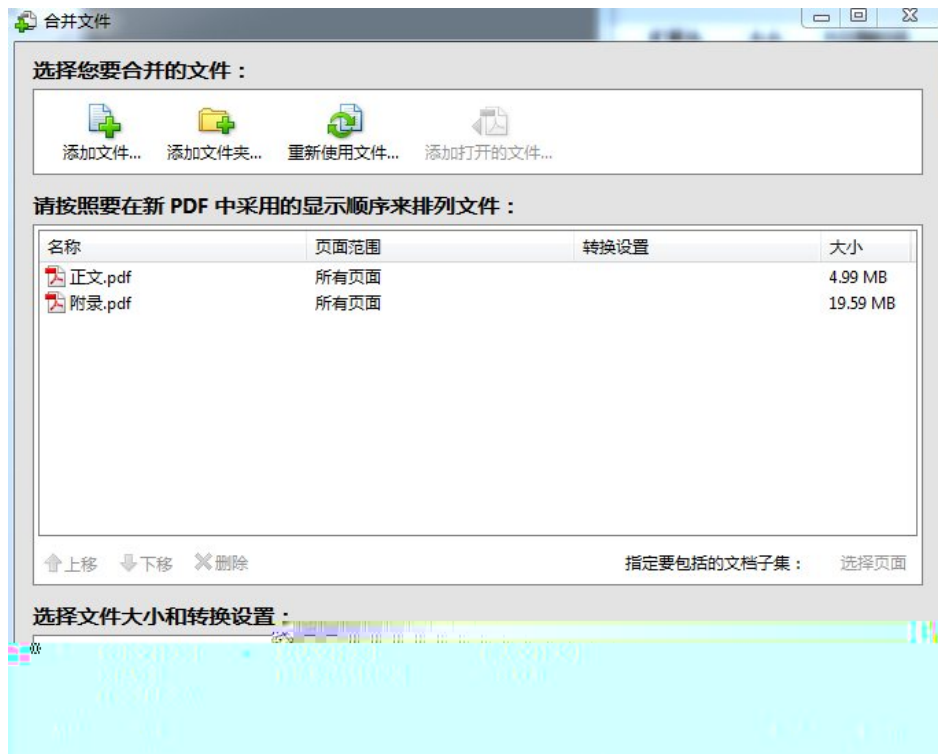 合并文件
选择您要合并的文件：
添加文件... 添加文件夹... 重新使用文件... 添加打开的文件...
请按照要在新 PDF 中采用的显示顺序来排列文件：
名称 页面范围 转换设置 大小
正文.pdf 所有页面 4.99 MB
附录.pdf 所有页面 19.59 MB
上移 下移 删除 指定要包括的文档子集： 选择页面
选择文件大小和转换设置：